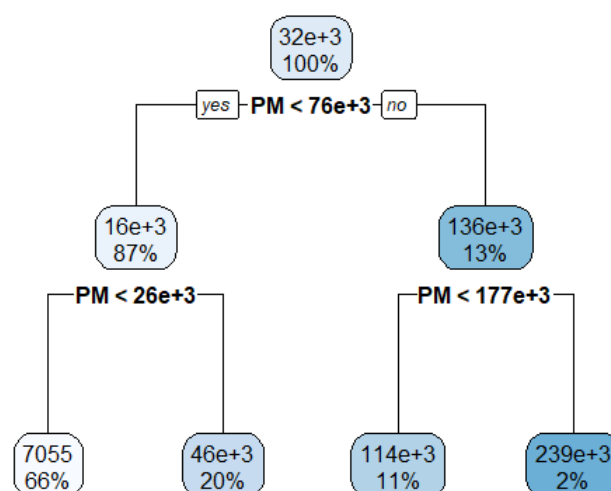 32e+3
100%
yes PM < 76e+3 no
16e+3
87%
136e+3
13%
PM < 26e+3
PM < 177e+3
7055
66%
46e+3
20%
114e+3
11%
239e+3
2%